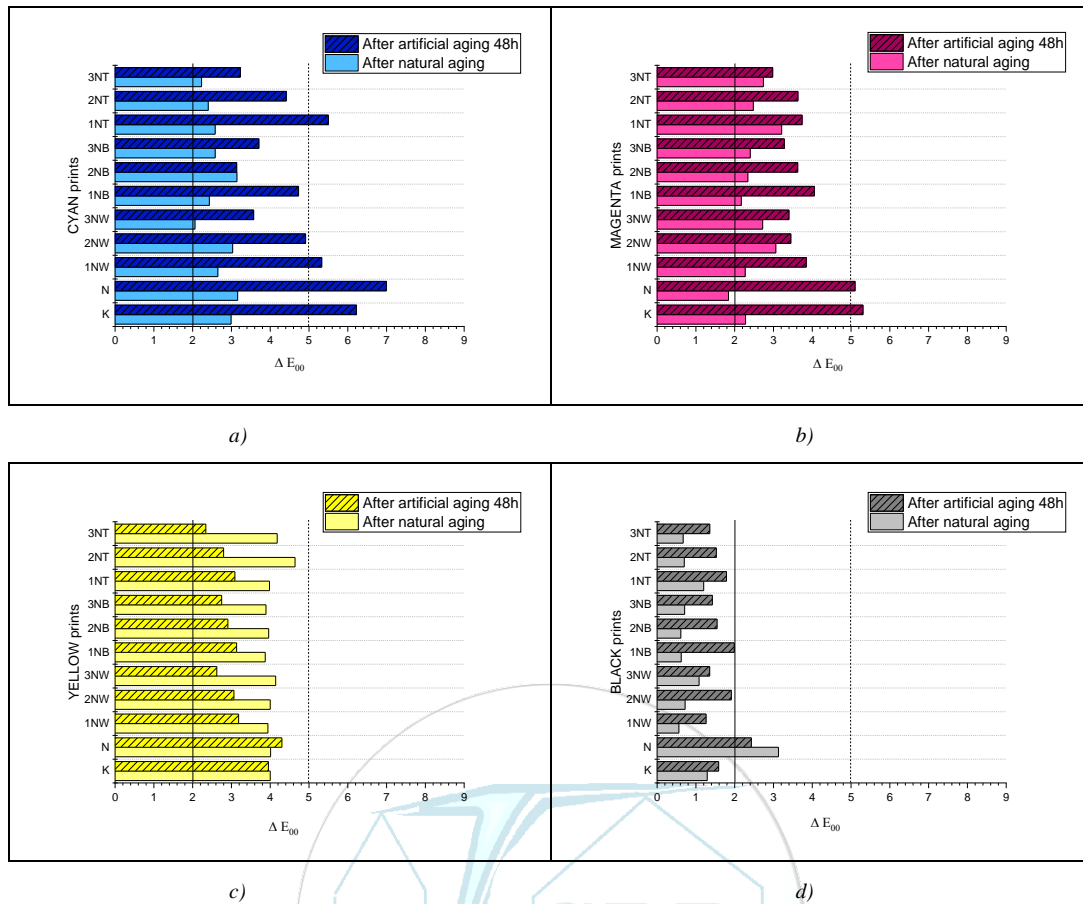 After artificial aging 48h
After natural aging
CYAN prints
3NT
2NT
1NT
3NB
2NB
1NB
3NW
2NW
1NW
N
K
0 1 2 3 4 5 6 7 8 9
Δ E00
a)
After artificial aging 48h
After natural aging
MAGENTA prints
3NT
2NT
1NT
3NB
2NB
1NB
3NW
2NW
1NW
N
K
0 1 2 3 4 5 6 7 8 9
Δ E00
b)
After artificial aging 48h
After natural aging
YELLOW prints
3NT
2NT
1NT
3NB
2NB
1NB
3NW
2NW
1NW
N
K
0 1 2 3 4 5 6 7 8 9
Δ E00
c)
After artificial aging 48h
After natural aging
BLACK prints
3NT
2NT
1NT
3NB
2NB
1NB
3NW
2NW
1NW
N
K
0 1 2 3 4 5 6 7 8 9
Δ E00
d)